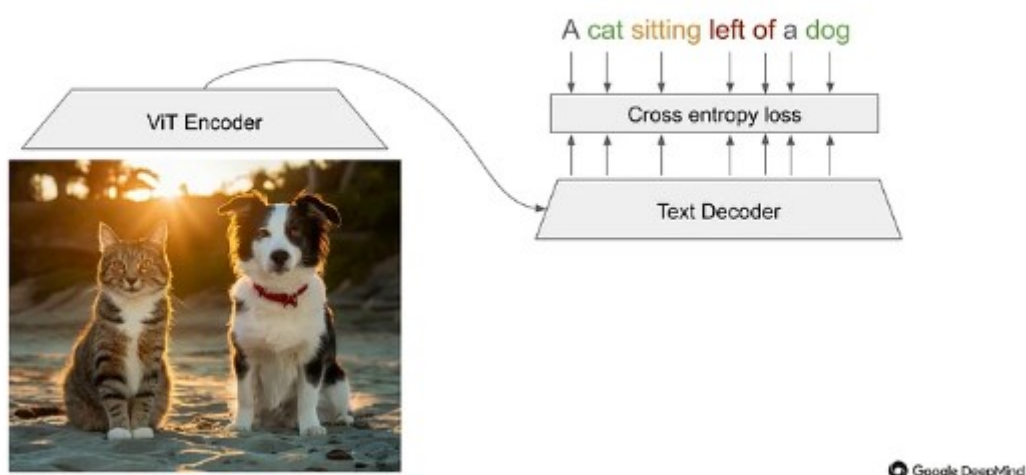 A cat sitting left of a dog
ViT Encoder
Cross entropy loss
Text Decoder
Google DeepMind